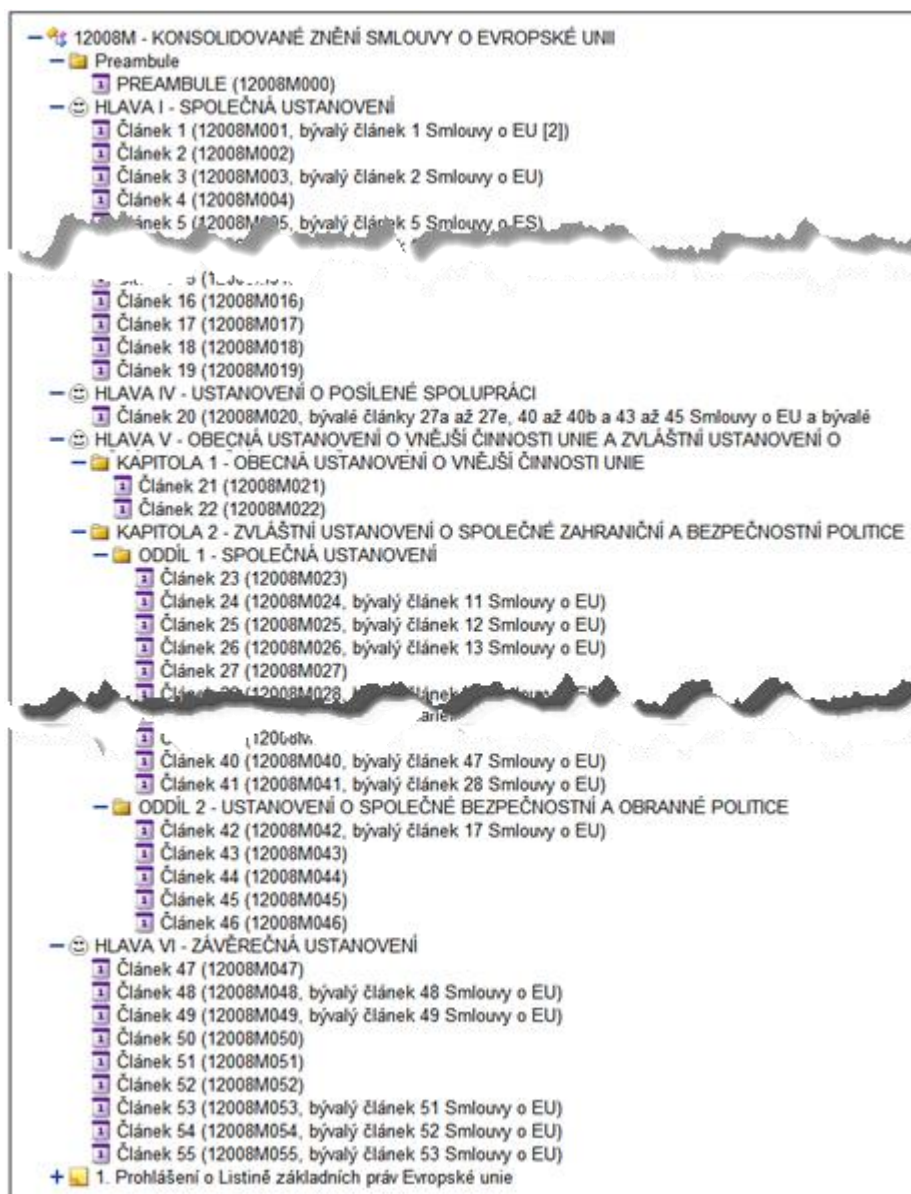 12008M - KONSOLIDOVANÉ ZNĚNÍ SMLOUVY O EVROPSKÉ UNII
Preambule
PREAMBULE (12008M000)
HLAVA I - SPOLEČNÁ USTANOVENÍ
Článek 1 (12008M001, bývalý článek 1 Smlouvy o EU [2])
Článek 2 (12008M002)
Článek 3 (12008M003, bývalý článek 2 Smlouvy o EU)
Článek 4 (12008M004)
5 bývalý článek 5 Smlouvy o ES)
Článek 16 (12008M016)
Článek 17 (12008M017)
Článek 18 (12008M018)
Článek 19 (12008M019)
HLAVA IV - USTANOVENÍ O POSÍLENÉ SPOLUPRÁCI
Článek 20 (12008M020, bývalé články 27a až 27e, 40 až 40b a 43 až 45 Smlouvy o EU a bývalé
HLAVA V - OBECNÁ USTANOVENÍ O VNĚJŠÍ ČINNOSTI UNIE A ZVLÁŠTNÍ USTANOVENÍ O
KAPITOLA 1 - OBECNÁ USTANOVENÍ O VNĚJŠÍ ČINNOSTI UNIE
Článek 21 (12008M021)
Článek 22 (12008M022)
KAPITOLA 2 - ZVLÁŠTNÍ USTANOVENÍ O SPOLEČNÉ ZAHRANIČNÍ A BEZPEČNOSTNÍ POLITICE
ODDÍL 1 - SPOLEČNÁ USTANOVENÍ
Článek 23 (12008M023)
Článek 24 (12008M024, bývalý článek 11 Smlouvy o EU)
Článek 25 (12008M025, bývalý článek 12 Smlouvy o EU)
Článek 26 (12008M026, bývalý článek 13 Smlouvy o EU)
Článek 27 (12008M027)
(12008M028,
Článek 40 (12008M040, bývalý článek 47 Smlouvy o EU)
Článek 41 (12008M041, bývalý článek 28 Smlouvy o EU)
ODDÍL 2 - USTANOVENÍ O SPOLEČNÉ BEZPEČNOSTNÍ A OBRANNÉ POLITICE
Článek 42 (12008M042, bývalý článek 17 Smlouvy o EU)
Článek 43 (12008M043)
Článek 44 (12008M044)
Článek 45 (12008M045)
Článek 46 (12008M046)
HLAVA VI - ZÁVĚREČNÁ USTANOVENÍ
Článek 47 (12008M047)
Článek 48 (12008M048, bývalý článek 48 Smlouvy o EU)
Článek 49 (12008M049, bývalý článek 49 Smlouvy o EU)
Článek 50 (12008M050)
Článek 51 (12008M051)
Článek 52 (12008M052)
Článek 53 (12008M053, bývalý článek 51 Smlouvy o EU)
Článek 54 (12008M054, bývalý článek 52 Smlouvy o EU)
Článek 55 (12008M055, bývalý článek 53 Smlouvy o EU)
1. Prohlášení o Listině základních práv Evropské unie